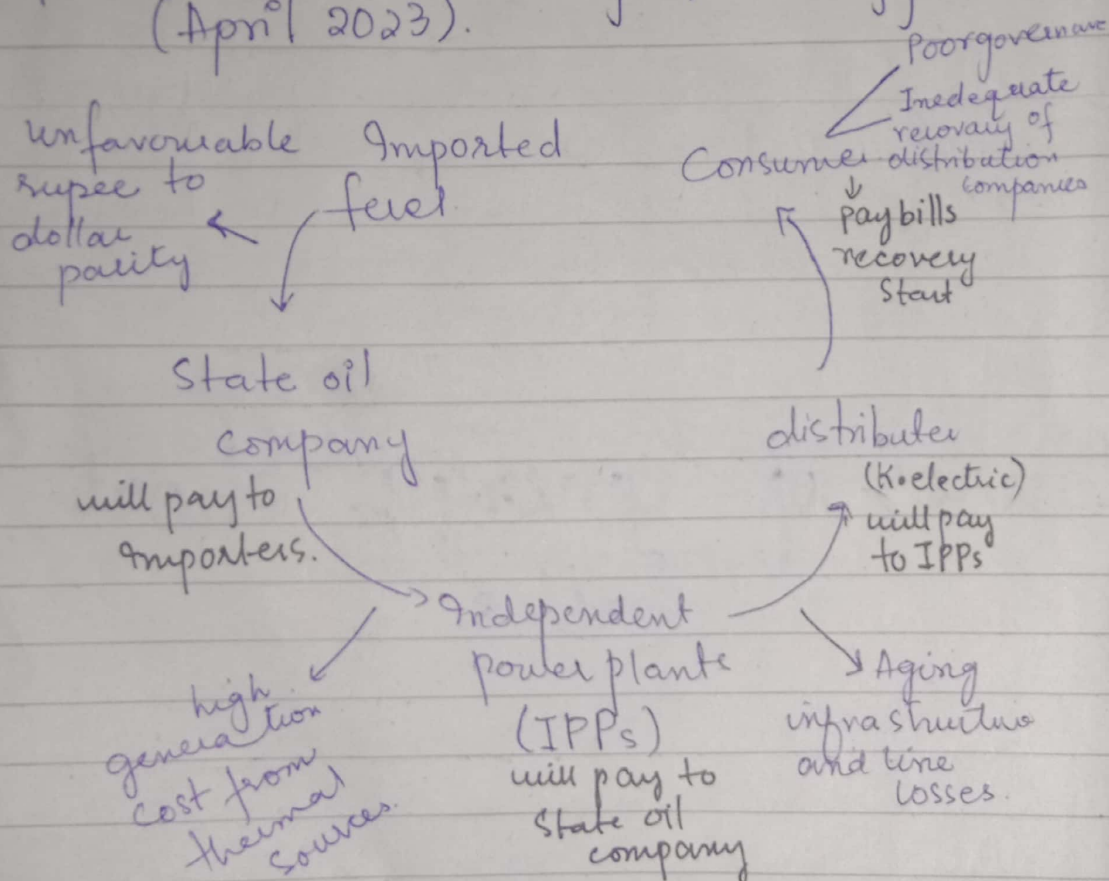 (April 2023).
Poorgovernance
Inedequate
recovary of
distribution
companies
Consumer
pay bills
recovery
Start
unfavourable
rupee to
dollar
parity
Imported
fuel
State oil
company
will pay to
Importers.
distributer
(K.electric)
will pay
to IPPs
Independent
power plants
(IPPs)
will pay to
State oil
company
high
generation
cost from
thermal
sources.
Aging
infrastructure
and line
losses.